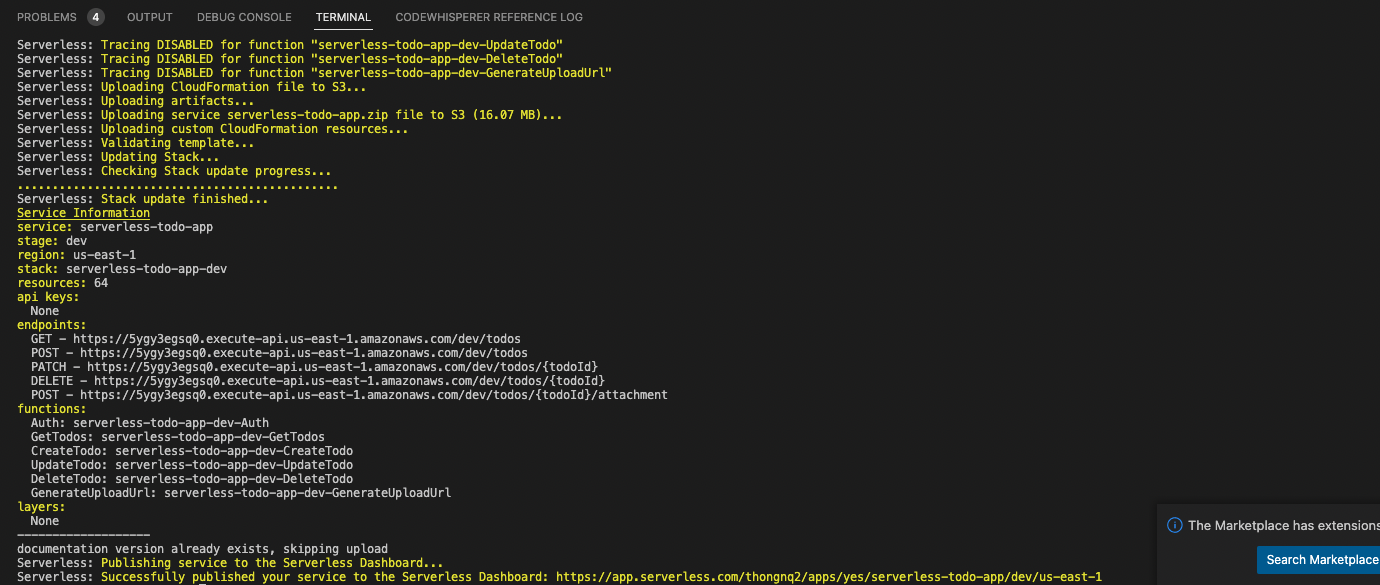 PROBLEMS 4 OUTPUT DEBUG CONSOLE TERMINAL CODEWHISPERER REFERENCE LOG
Serverless: Tracing DISABLED for function "serverless-todo-app-dev-UpdateTodo"
Serverless: Tracing DISABLED for function "serverless-todo-app-dev-DeleteTodo"
Serverless: Tracing DISABLED for function "serverless-todo-app-dev-GenerateUploadUrl"
Serverless: Uploading CloudFormation file to S3...
Serverless: Uploading artifacts...
Serverless: Uploading service serverless-todo-app.zip file to S3 (16.07 MB)...
Serverless: Uploading custom CloudFormation resources...
Serverless: Validating template...
Serverless: Updating Stack...
Serverless: Checking Stack update progress...
..............................................
Serverless: Stack update finished...
Service Information
service: serverless-todo-app
stage: dev
region: us-east-1
stack: serverless-todo-app-dev
resources: 64
api keys:
  None
endpoints:
  GET - https://5ygy3egsq0.execute-api.us-east-1.amazonaws.com/dev/todos
  POST - https://5ygy3egsq0.execute-api.us-east-1.amazonaws.com/dev/todos
  PATCH - https://5ygy3egsq0.execute-api.us-east-1.amazonaws.com/dev/todos/{todoId}
  DELETE - https://5ygy3egsq0.execute-api.us-east-1.amazonaws.com/dev/todos/{todoId}
  POST - https://5ygy3egsq0.execute-api.us-east-1.amazonaws.com/dev/todos/{todoId}/attachment
functions:
  Auth: serverless-todo-app-dev-Auth
  GetTodos: serverless-todo-app-dev-GetTodos
  CreateTodo: serverless-todo-app-dev-CreateTodo
  UpdateTodo: serverless-todo-app-dev-UpdateTodo
  DeleteTodo: serverless-todo-app-dev-DeleteTodo
  GenerateUploadUrl: serverless-todo-app-dev-GenerateUploadUrl
layers:
  None
-------------------
documentation version already exists, skipping upload
Serverless: Publishing service to the Serverless Dashboard...
Serverless: Successfully published your service to the Serverless Dashboard: https://app.serverless.com/thongnq2/apps/yes/serverless-todo-app/dev/us-east-1
The Marketplace has extensions
Search Marketplace